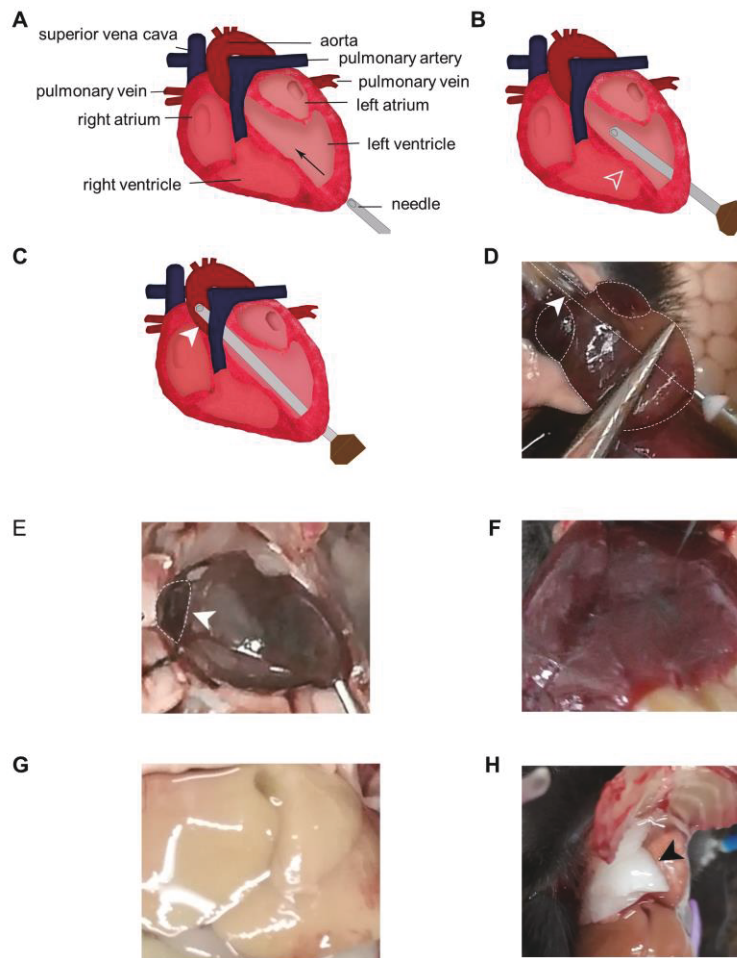 A
superior vena cava
aorta
pulmonary artery
pulmonary vein
pulmonary vein
left atrium
right atrium
left ventricle
right ventricle
needle
B
C
D
E
F
G
H